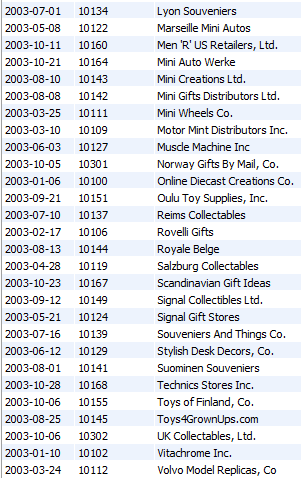 2003-07-01 10134 Lyon Souveniers
2003-05-08 10122 Marseille Mini Autos
2003-10-11 10160 Men 'R' US Retailers, Ltd.
2003-10-21 10164 Mini Auto Werke
2003-08-10 10143 Mini Creations Ltd.
2003-08-08 10142 Mini Gifts Distributors Ltd.
2003-03-25 10111 Mini Wheels Co.
2003-03-10 10109 Motor Mint Distributors Inc.
2003-06-03 10127 Muscle Machine Inc
2003-10-05 10301 Norway Gifts By Mail, Co.
2003-01-06 10100 Online Diecast Creations Co.
2003-09-21 10151 Oulu Toy Supplies, Inc.
2003-07-10 10137 Reims Collectables
2003-02-17 10106 Rovelli Gifts
2003-08-13 10144 Royale Belge
2003-04-28 10119 Salzburg Collectables
2003-10-23 10167 Scandinavian Gift Ideas
2003-09-12 10149 Signal Collectibles Ltd.
2003-05-21 10124 Signal Gift Stores
2003-07-16 10139 Souveniers And Things Co.
2003-06-12 10129 Stylish Desk Decors, Co.
2003-08-01 10141 Suominen Souveniers
2003-10-28 10168 Technics Stores Inc.
2003-10-06 10155 Toys of Finland, Co.
2003-08-25 10145 Toys4GrownUps.com
2003-10-06 10302 UK Collectables, Ltd.
2003-01-10 10102 Vitachrome Inc.
2003-03-24 10112 Volvo Model Replicas, Co